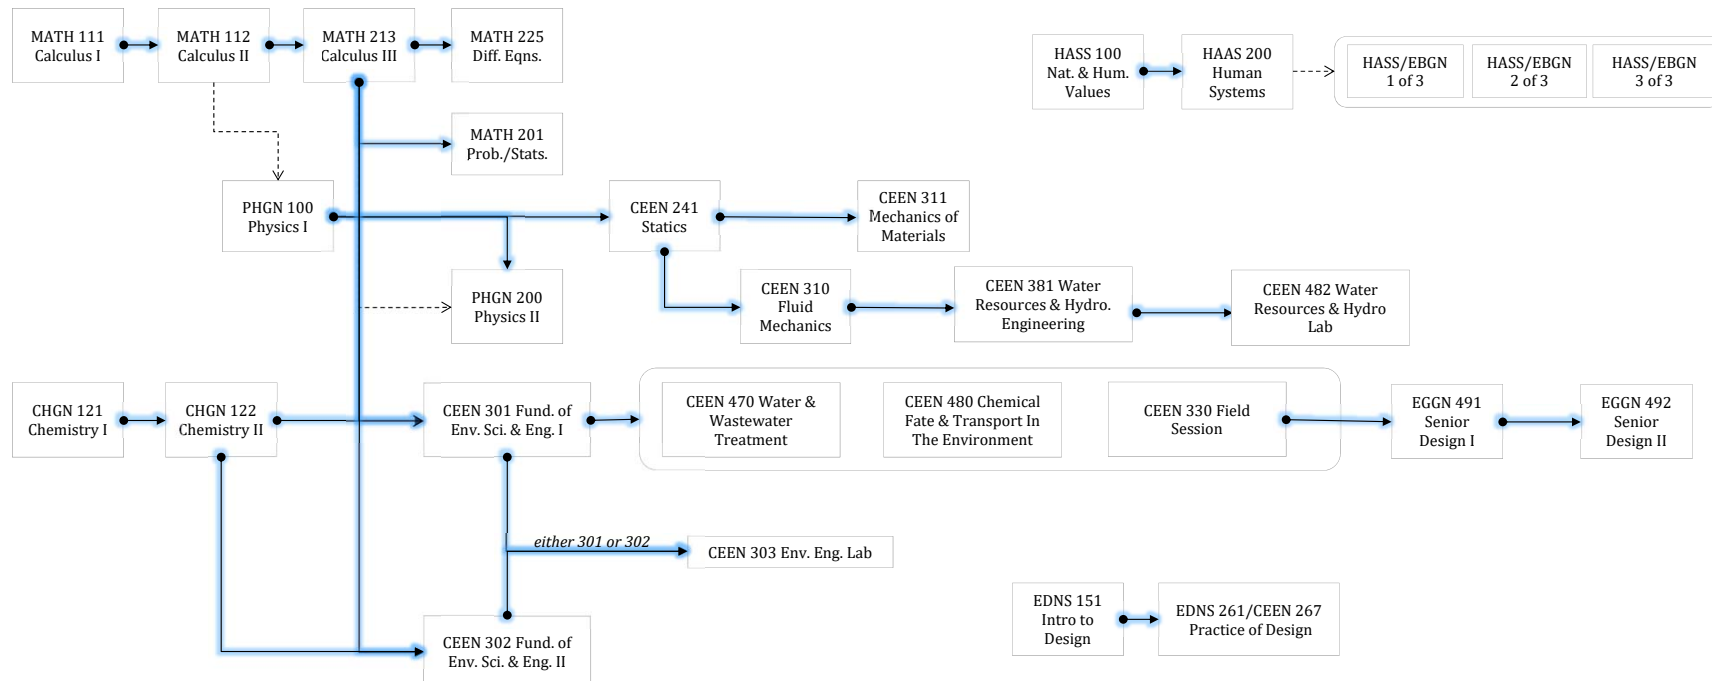 MATH 111
Calculus I
MATH 112
Calculus II
MATH 213
Calculus III
MATH 225
Diff. Eqns.
HASS 100
Nat. & Hum.
Values
HAAS 200
Human
Systems
HASS/EBGN
1 of 3
HASS/EBGN
2 of 3
HASS/EBGN
3 of 3
MATH 201
Prob./Stats.
PHGN 100
Physics I
CEEN 241
Statics
CEEN 311
Mechanics of
Materials
PHGN 200
Physics II
CEEN 310
Fluid
Mechanics
CEEN 381 Water
Resources & Hydro.
Engineering
CEEN 482 Water
Resources & Hydro
Lab
CHGN 121
Chemistry I
CHGN 122
Chemistry II
CEEN 301 Fund. of
Env. Sci. & Eng. I
CEEN 470 Water &
Wastewater
Treatment
CEEN 480 Chemical
Fate & Transport In
The Environment
CEEN 330 Field
Session
EGGN 491
Senior
Design I
EGGN 492
Senior
Design II
either 301 or 302
CEEN 303 Env. Eng. Lab
EDNS 151
Intro to
Design
EDNS 261/CEEN 267
Practice of Design
CEEN 302 Fund. of
Env. Sci. & Eng. II